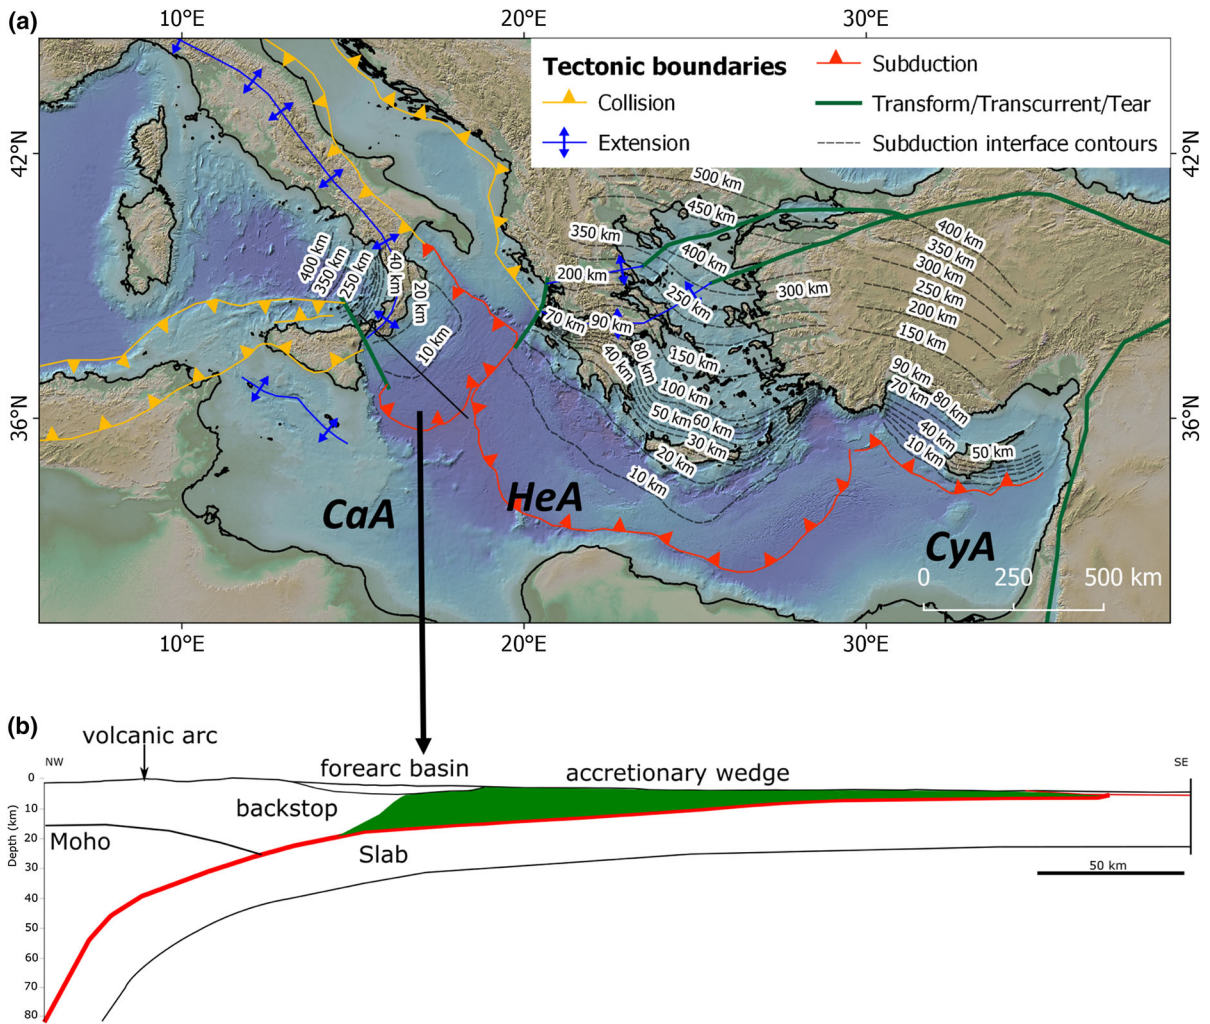 (a)
10°E
20°E
30°E
Tectonic boundaries
Collision
Extension
Subduction
Transform/Transcurrent/Tear
Subduction interface contours
42°N
42°N
36°N
36°N
500 km
450 km
350 km
400 km
200 km
250 km
300 km
70 km
90 km
80 km
40 km
150 km
100 km
50 km
60 km
30 km
20 km
10 km
400 km
350 km
250 km
40 km
20 km
10 km
400 km
350 km
300 km
250 km
200 km
150 km
90 km
80 km
70 km
40 km
50 km
10 km
CaA
HeA
CyA
0 250 500 km
10°E
20°E
30°E
(b)
volcanic arc
NW
SE
forearc basin
accretionary wedge
backstop
Moho
Slab
Depth (km)
0
10
20
30
40
50
60
70
80
50 km